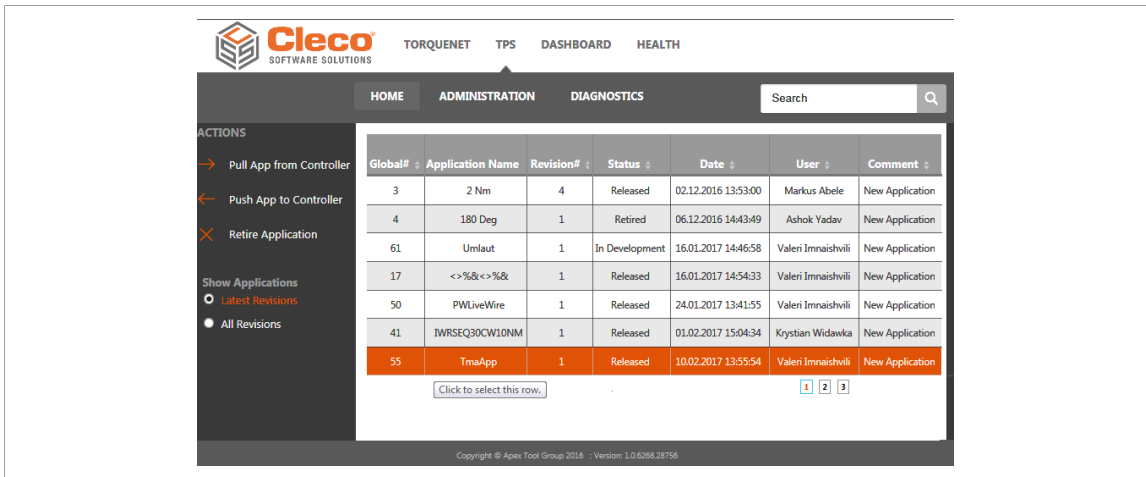 Cleco®
SOFTWARE SOLUTIONS
TORQUENET TPS DASHBOARD HEALTH
HOME ADMINISTRATION DIAGNOSTICS Search
ACTIONS
Pull App from Controller
Push App to Controller
Retire Application
Show Applications
Latest Revisions
All Revisions
Global# Application Name Revision# Status Date User Comment
3 2 Nm 4 Released 02.12.2016 13:53:00 Markus Abele New Application
4 180 Deg 1 Retired 06.12.2016 14:43:49 Ashok Yadav New Application
61 Umlaut 1 In Development 16.01.2017 14:46:58 Valeri Imnaishvili New Application
17 <>%&<>%& 1 Released 16.01.2017 14:54:33 Valeri Imnaishvili New Application
50 PWLiveWire 1 Released 24.01.2017 13:41:55 Valeri Imnaishvili New Application
41 IWRSEQ30CW10NM 1 Released 01.02.2017 15:04:34 Krystian Widawka New Application
55 TmaApp 1 Released 10.02.2017 13:55:54 Valeri Imnaishvili New Application
Click to select this row. 1 2 3
Copyright © Apex Tool Group 2016 ; Version: 1.0.6268.28756